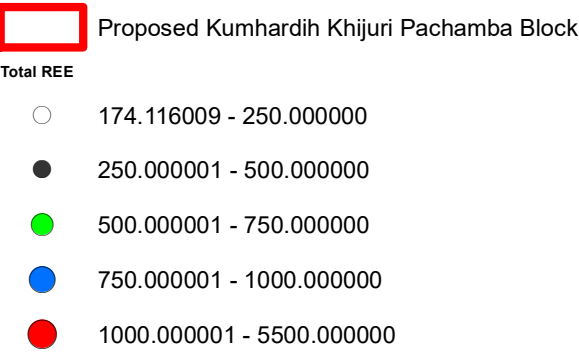 Proposed Kumhardih Khijuri Pachamba Block
Total REE
174.116009 - 250.000000
250.000001 - 500.000000
500.000001 - 750.000000
750.000001 - 1000.000000
1000.000001 - 5500.000000